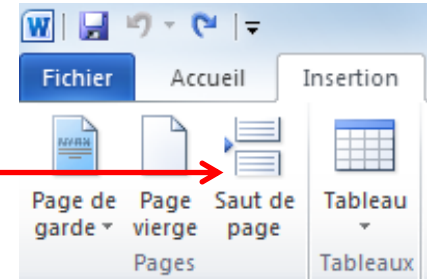 W
Fichier Accueil Insertion
Page de garde Page vierge Saut de page Tableau
Pages Tableaux